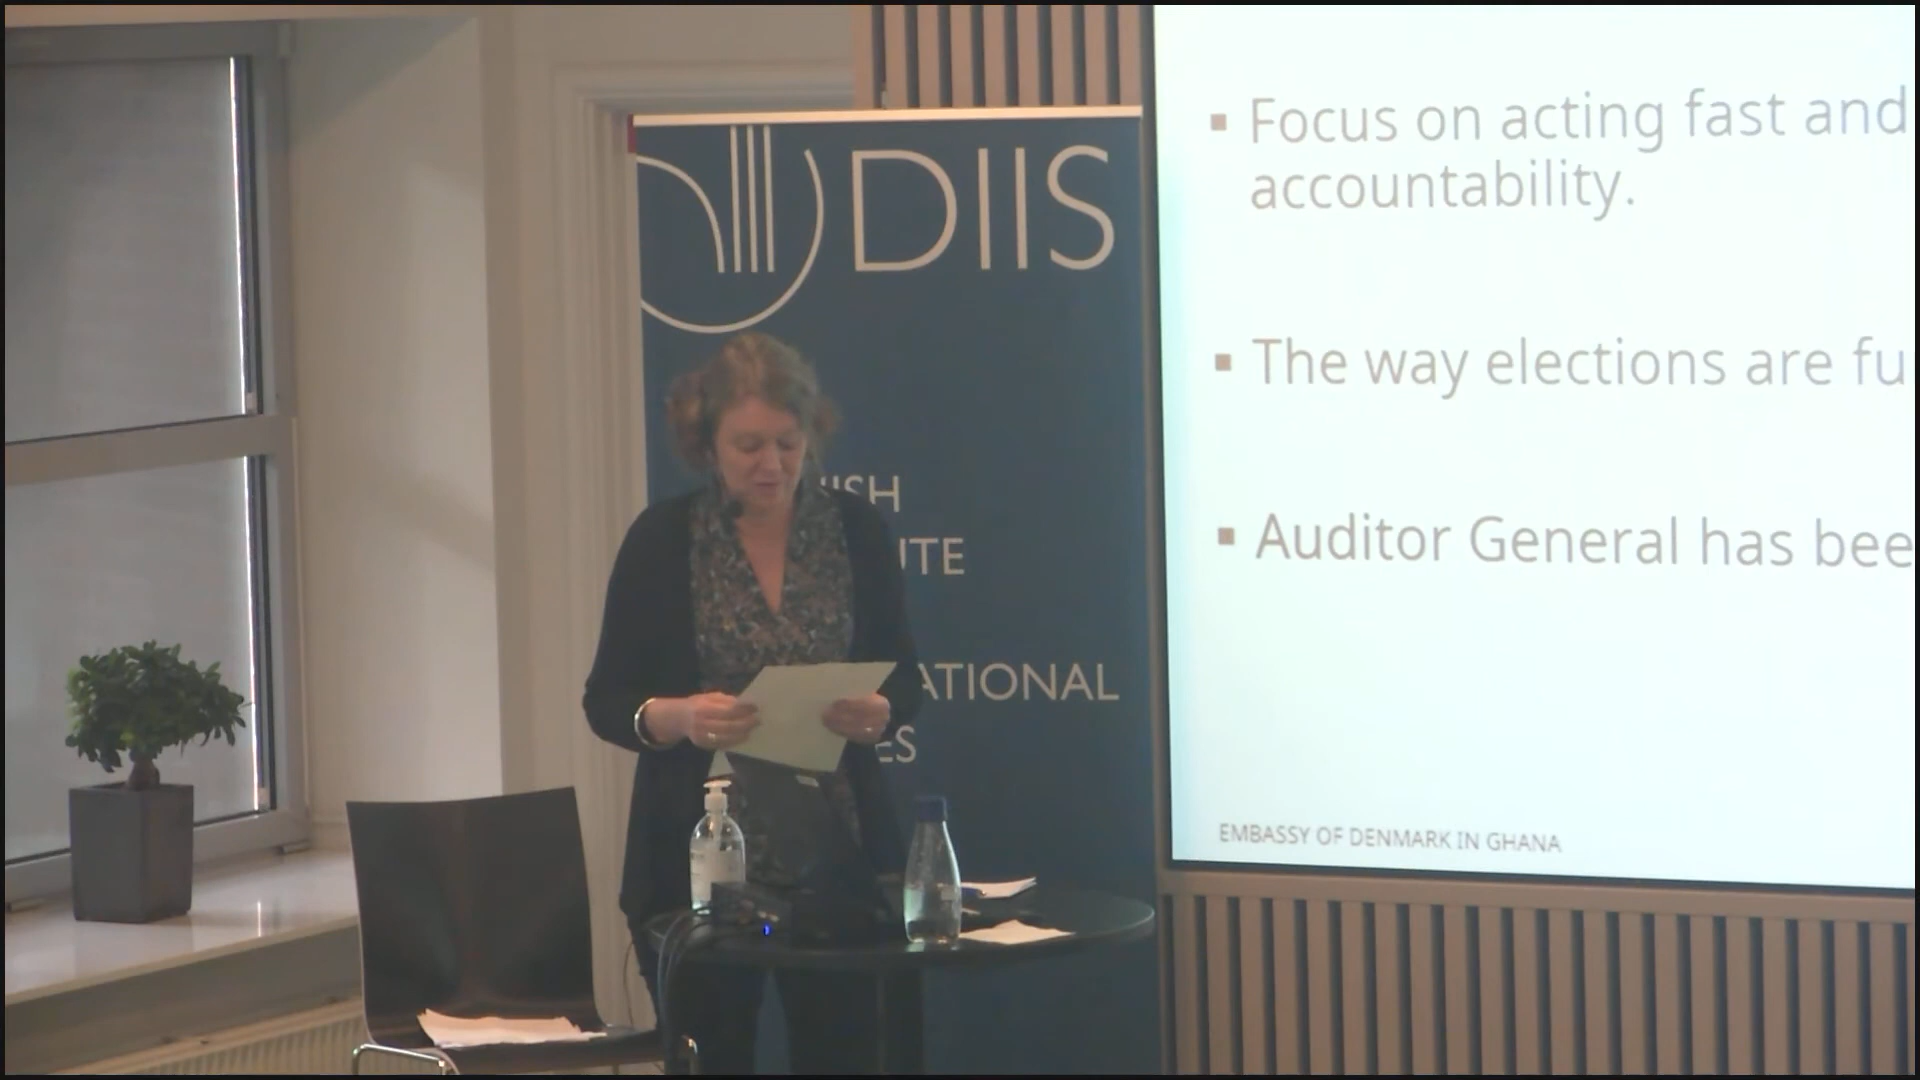 DIIS
ISH
UTE
ATIONAL
ES
Focus on acting fast and
accountability.
The way elections are fu
Auditor General has bee
EMBASSY OF DENMARK IN GHANA